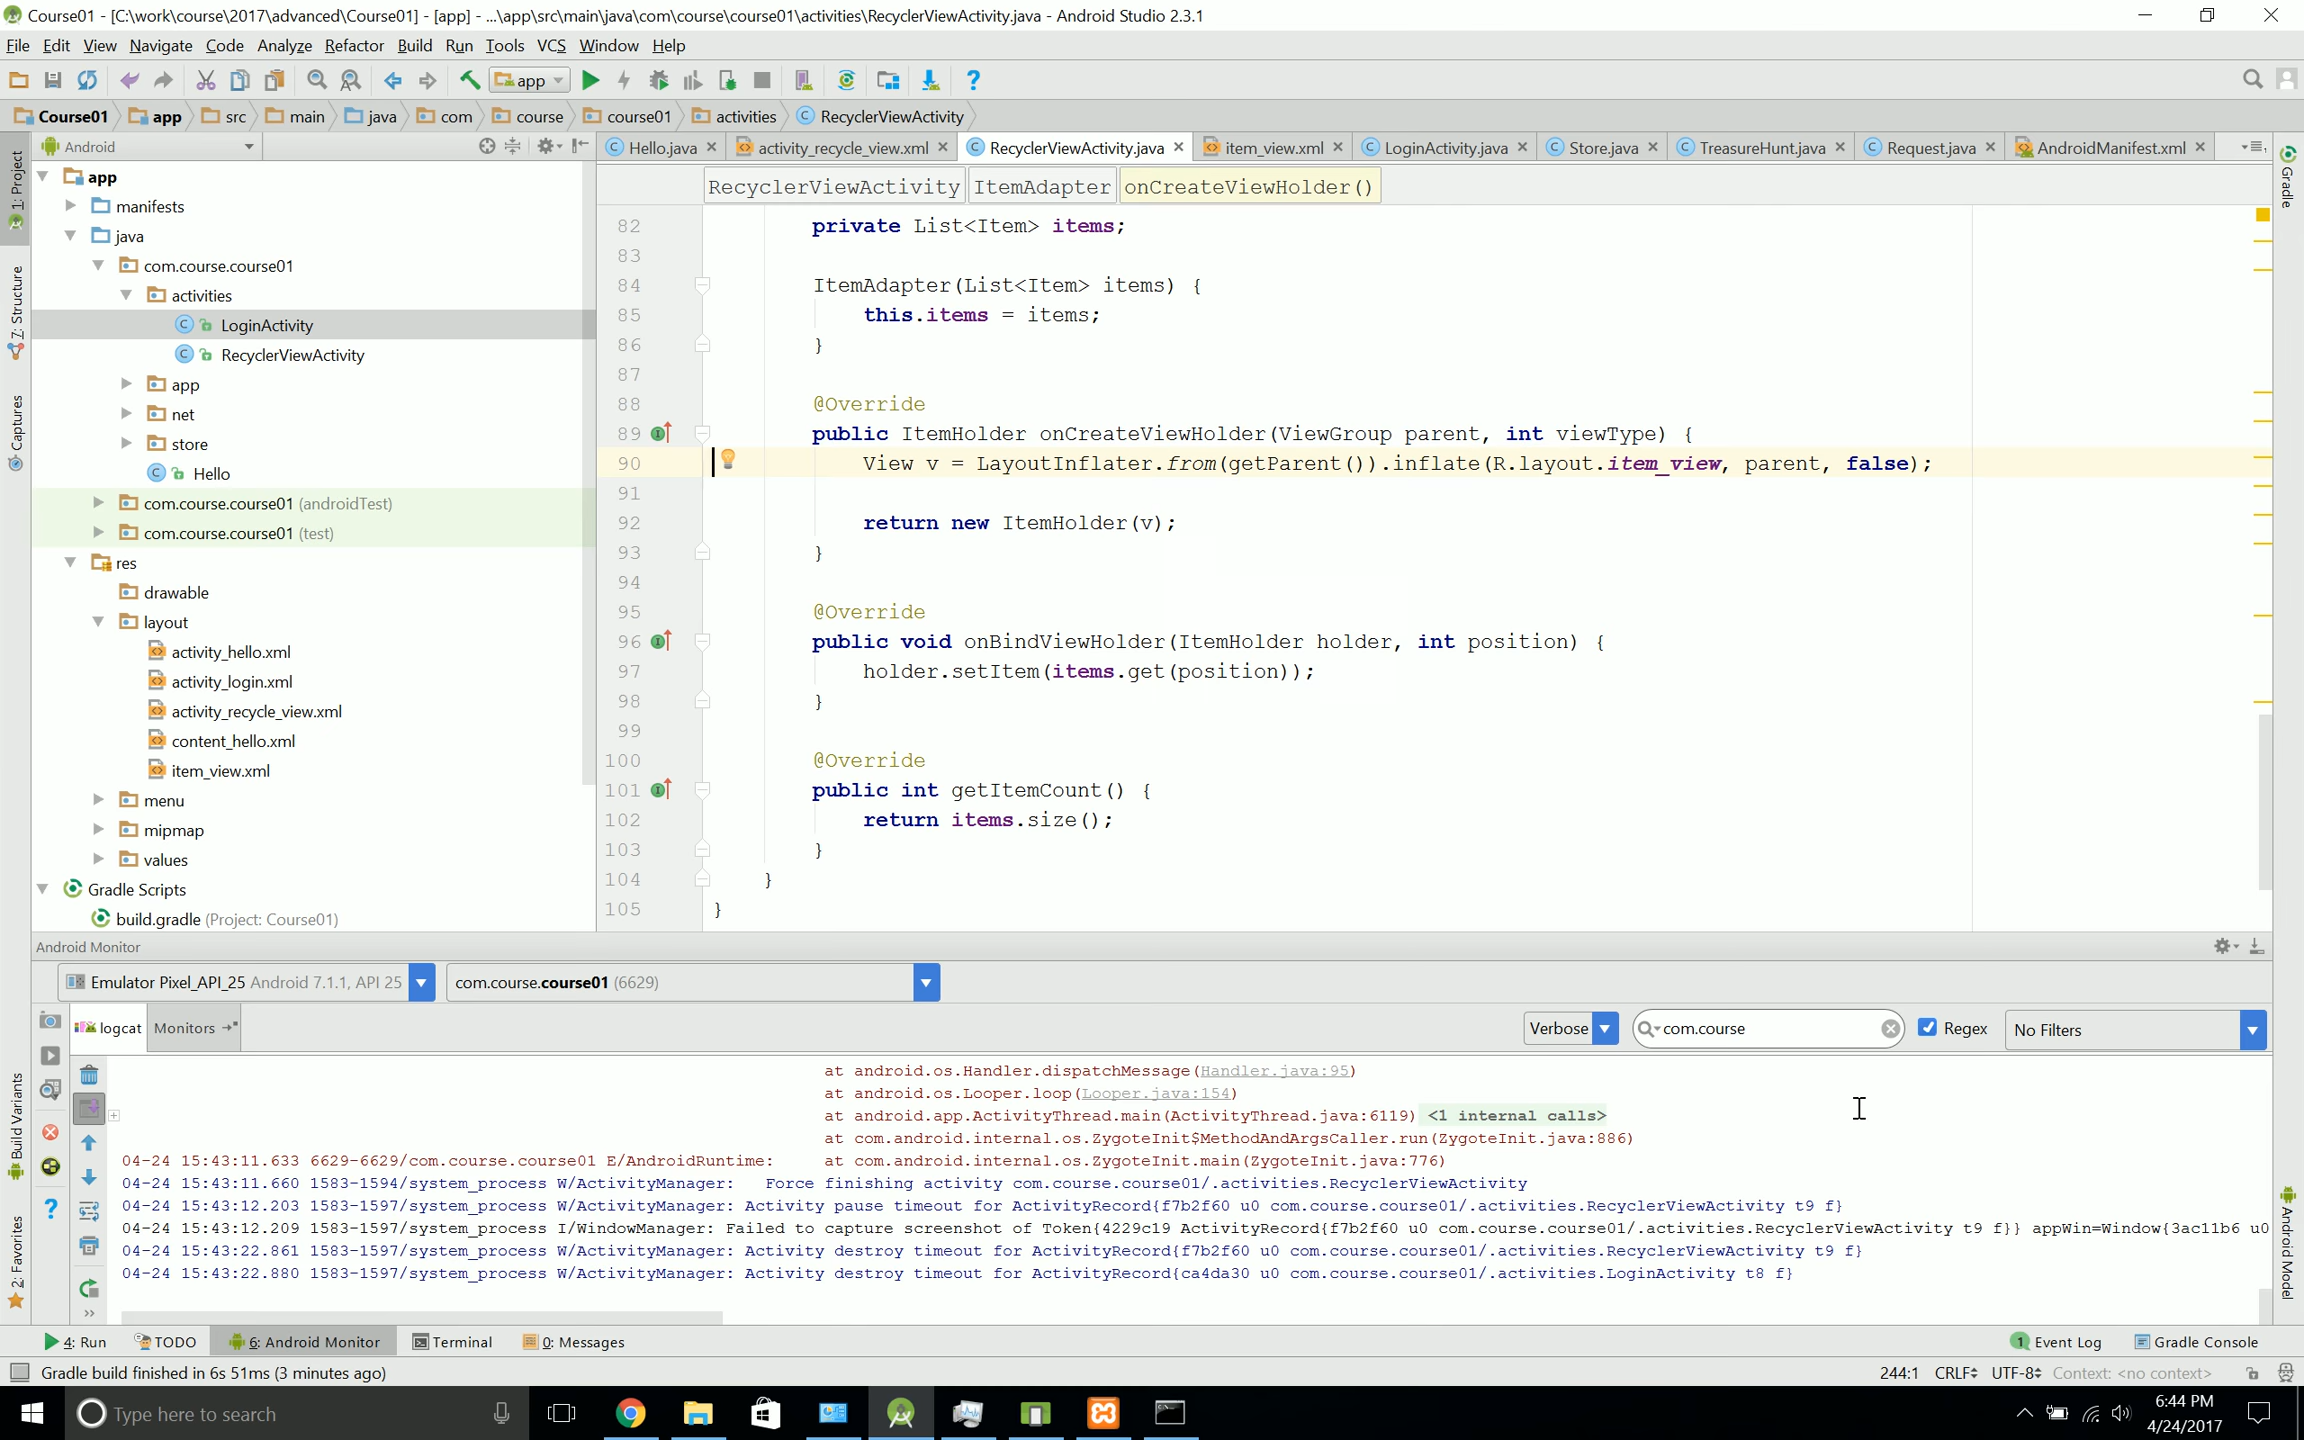 Course01 - [C:\work\course\2017\advanced\Course01] - [app] - ...\app\src\main\java\com\course\course01\activities\RecyclerViewActivity.java - Android Studio 2.3.1
File Edit View Navigate Code Analyze Refactor Build Run Tools VCS Window Help
app
Course01 app src main java com course course01 activities RecyclerViewActivity
Android
Hello.java activity_recycle_view.xml RecyclerViewActivity.java item_view.xml LoginActivity.java Store.java TreasureHunt.java Request.java AndroidManifest.xml
RecyclerViewActivity ItemAdapter onCreateViewHolder()
1: Project
7: Structure
Captures
Build Variants
2: Favorites
Gradle
Android Model
app
manifests
java
com.course.course01
activities
LoginActivity
RecyclerViewActivity
app
net
store
Hello
com.course.course01 (androidTest)
com.course.course01 (test)
res
drawable
layout
activity_hello.xml
activity_login.xml
activity_recycle_view.xml
content_hello.xml
item_view.xml
menu
mipmap
values
Gradle Scripts
build.gradle (Project: Course01)
82 private List<Item> items;
83
84 ItemAdapter(List<Item> items) {
85 this.items = items;
86 }
87
88 @Override
89 public ItemHolder onCreateViewHolder(ViewGroup parent, int viewType) {
90 View v = LayoutInflater.from(getParent()).inflate(R.layout.item_view, parent, false);
91
92 return new ItemHolder(v);
93 }
94
95 @Override
96 public void onBindViewHolder(ItemHolder holder, int position) {
97 holder.setItem(items.get(position));
98 }
99
100 @Override
101 public int getItemCount() {
102 return items.size();
103 }
104 }
105 }
Android Monitor
Emulator Pixel_API_25 Android 7.1.1, API 25 com.course.course01 (6629)
logcat Monitors Verbose com.course Regex No Filters
at android.os.Handler.dispatchMessage(Handler.java:95)
at android.os.Looper.loop(Looper.java:154)
at android.app.ActivityThread.main(ActivityThread.java:6119) <1 internal calls>
at com.android.internal.os.ZygoteInit$MethodAndArgsCaller.run(ZygoteInit.java:886)
04-24 15:43:11.633 6629-6629/com.course.course01 E/AndroidRuntime: at com.android.internal.os.ZygoteInit.main(ZygoteInit.java:776)
04-24 15:43:11.660 1583-1594/system_process W/ActivityManager: Force finishing activity com.course.course01/.activities.RecyclerViewActivity
04-24 15:43:12.203 1583-1597/system_process W/ActivityManager: Activity pause timeout for ActivityRecord{f7b2f60 u0 com.course.course01/.activities.RecyclerViewActivity t9 f}
04-24 15:43:12.209 1583-1597/system_process I/WindowManager: Failed to capture screenshot of Token{4229c19 ActivityRecord{f7b2f60 u0 com.course.course01/.activities.RecyclerViewActivity t9 f}} appWin=Window{3ac11b6 u0
04-24 15:43:22.861 1583-1597/system_process W/ActivityManager: Activity destroy timeout for ActivityRecord{f7b2f60 u0 com.course.course01/.activities.RecyclerViewActivity t9 f}
04-24 15:43:22.880 1583-1597/system_process W/ActivityManager: Activity destroy timeout for ActivityRecord{ca4da30 u0 com.course.course01/.activities.LoginActivity t8 f}
4: Run TODO 6: Android Monitor Terminal 0: Messages 1 Event Log Gradle Console
Gradle build finished in 6s 51ms (3 minutes ago) 244:1 CRLF UTF-8 Context: <no context>
Type here to search
6:44 PM
4/24/2017